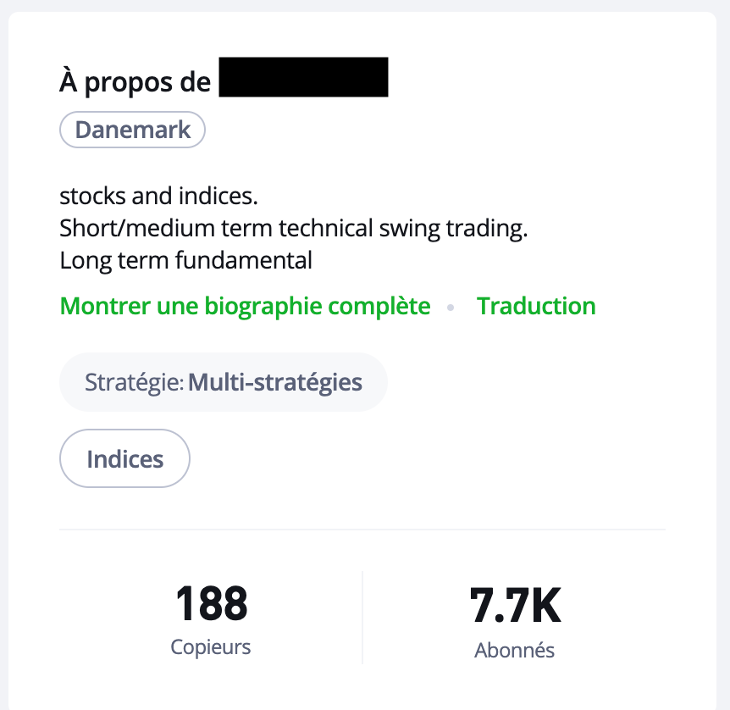 À propos de
Danemark
stocks and indices.
Short/medium term technical swing trading.
Long term fundamental
Montrer une biographie complète • Traduction
Stratégie: Multi-stratégies
Indices
188 7.7K
Copieurs Abonnés